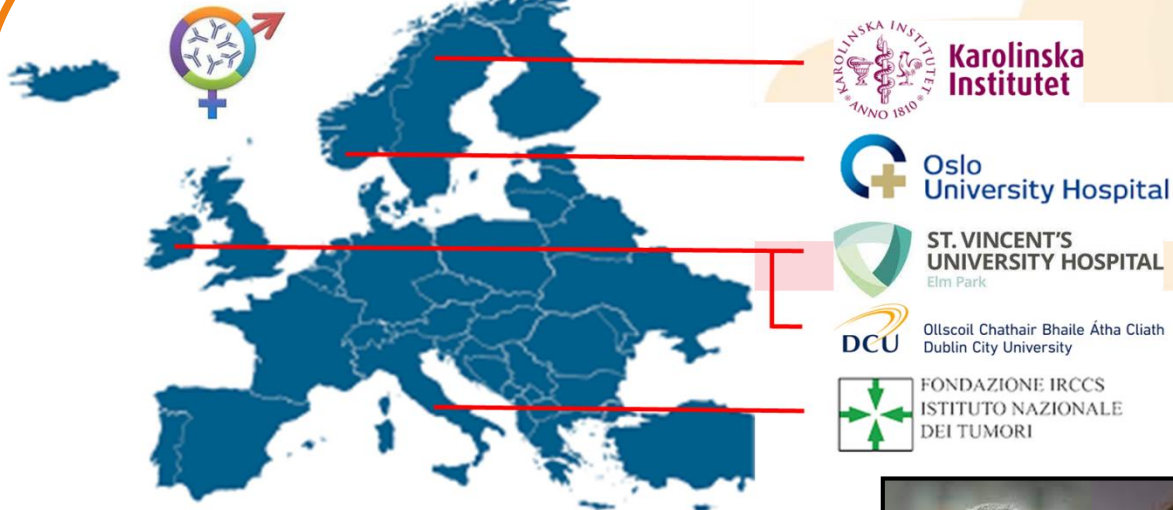 KAROLINSKA INSTITUTET
ANNO 1810
Karolinska
Institutet
Oslo
University Hospital
ST. VINCENT'S
UNIVERSITY HOSPITAL
Elm Park
DCU
Ollscoil Chathair Bhaile Átha Cliath
Dublin City University
FONDAZIONE IRCCS
ISTITUTO NAZIONALE
DEI TUMORI